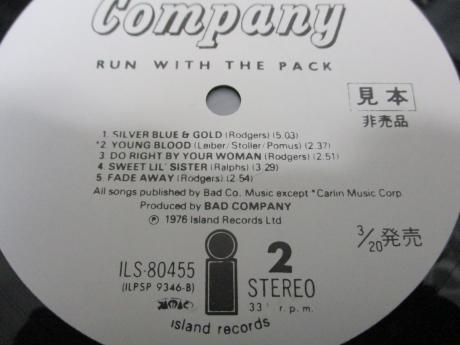 Company
RUN WITH THE PACK
見本
非売品
1. SILVER BLUE & GOLD (Rodgers) (5.03)
*2. YOUNG BLOOD (Leiber/Stoller/Pomus) (2.37)
3. DO RIGHT BY YOUR WOMAN (Rodgers) (2.51)
4. SWEET LIL' SISTER (Ralphs) (3.29)
5. FADE AWAY (Rodgers) (2.54)
All songs published by Bad Co. Music except *Carlin Music Corp.
Produced by BAD COMPANY
℗ 1976 Island Records Ltd
3/20発売
ILS-80455
(ILPSP 9346-B)
i
2
STEREO
33⅓ r.p.m.
island records